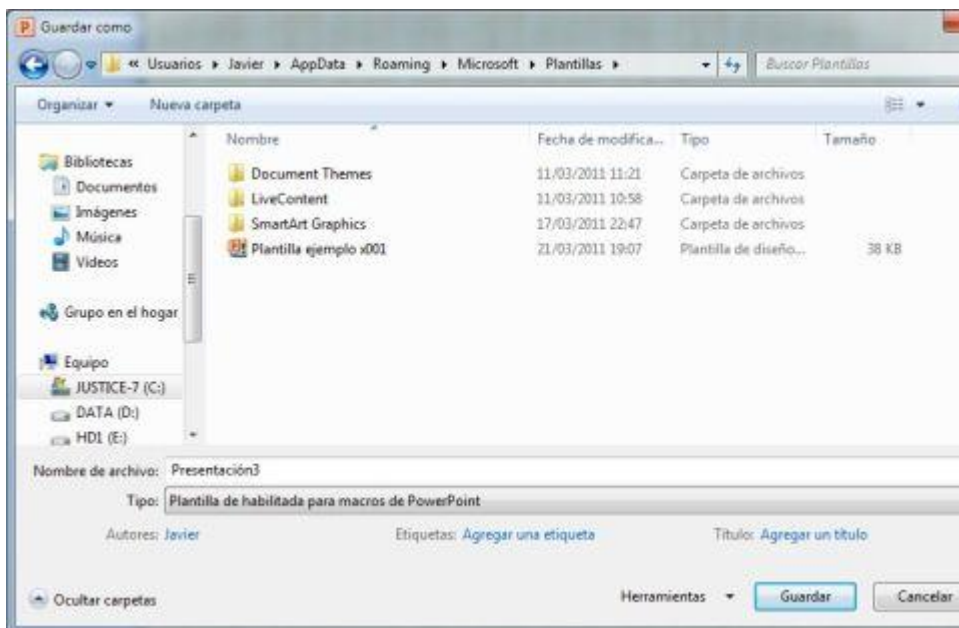 Guardar como
« Usuarios ▸ Javier ▸ AppData ▸ Roaming ▸ Microsoft ▸ Plantillas ▸ Buscar Plantillas
Organizar Nueva carpeta
Nombre Fecha de modifica... Tipo Tamaño
Bibliotecas
Documentos
Imágenes
Música
Vídeos
Grupo en el hogar
Equipo
JUSTICE-7 (C:)
DATA (D:)
HD1 (E:)
Document Themes 11/03/2011 11:21 Carpeta de archivos
LiveContent 11/03/2011 10:58 Carpeta de archivos
SmartArt Graphics 17/03/2011 22:47 Carpeta de archivos
Plantilla ejemplo x001 21/03/2011 19:07 Plantilla de diseño... 38 KB
Nombre de archivo: Presentación3
Tipo: Plantilla de habilitada para macros de PowerPoint
Autores: Javier Etiquetas: Agregar una etiqueta Título: Agregar un título
Ocultar carpetas Herramientas Guardar Cancelar